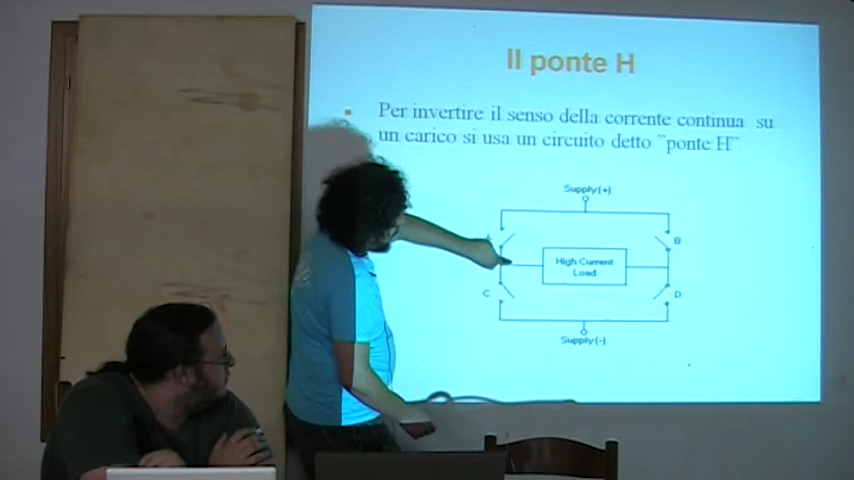 Il ponte H
Per invertire il senso della corrente continua su
un carico si usa un circuito detto "ponte H"
Supply(+)
A
B
High Current
Load
C
D
Supply(-)